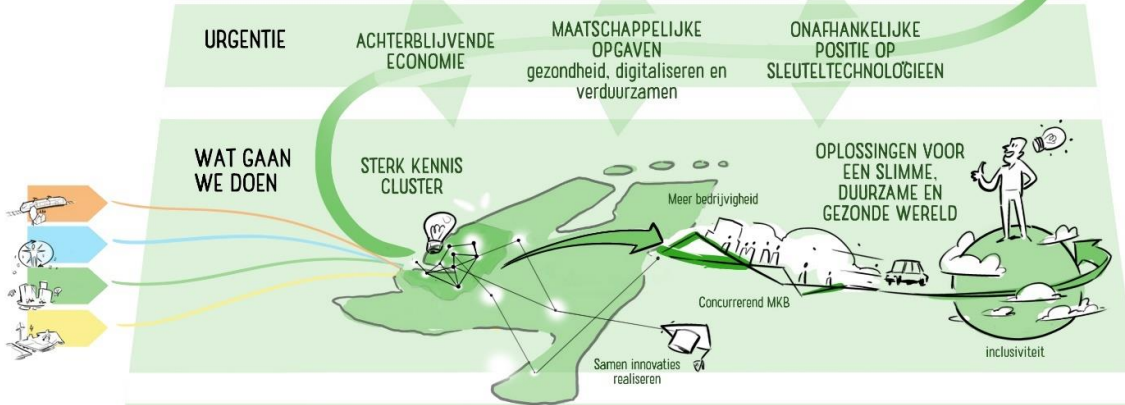 URGENTIE
ACHTERBLIJVENDE
ECONOMIE
MAATSCHAPPELIJKE
OPGAVEN
gezondheid, digitaliseren en
verduurzamen
ONAFHANKELIJKE
POSITIE OP
SLEUTELTECHNOLOGIEEN
WAT GAAN
WE DOEN
STERK KENNIS
CLUSTER
Meer bedrijvigheid
Concurrerend MKB
Samen innovaties
realiseren
OPLOSSINGEN VOOR
EEN SLIMME,
DUURZAME EN
GEZONDE WERELD
inclusiviteit